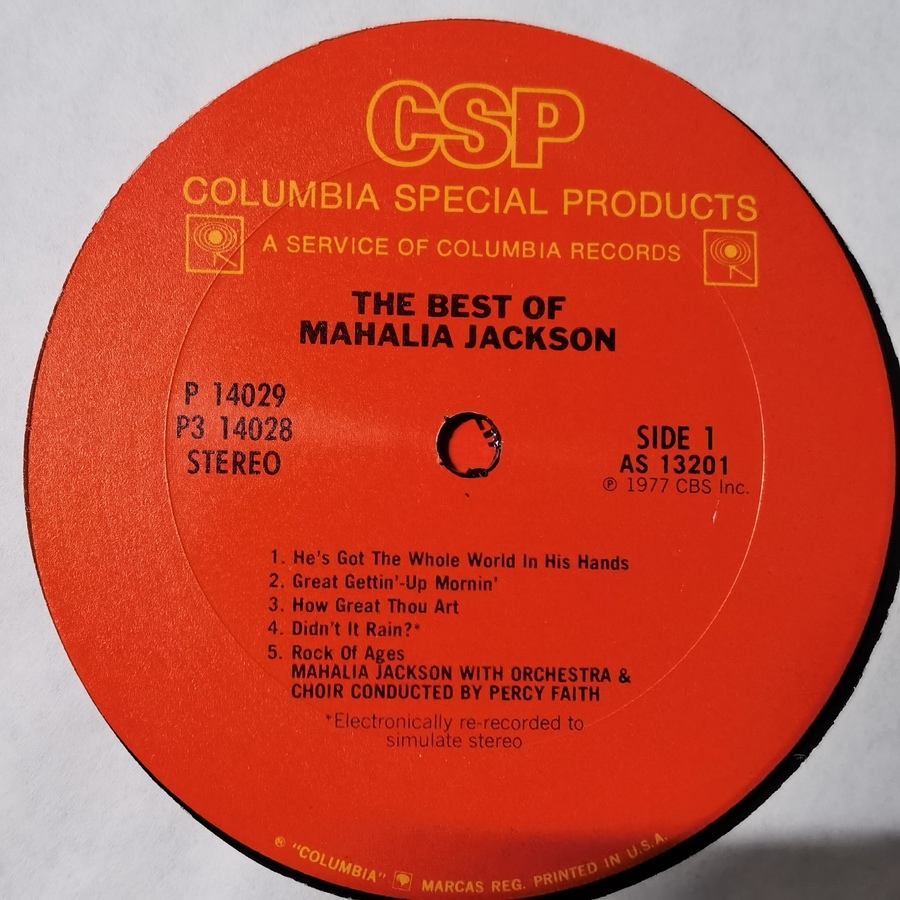 CSP
COLUMBIA SPECIAL PRODUCTS
A SERVICE OF COLUMBIA RECORDS
THE BEST OF
MAHALIA JACKSON
P 14029
P3 14028
STEREO
SIDE 1
AS 13201
℗ 1977 CBS Inc.
1. He's Got The Whole World In His Hands
2. Great Gettin'-Up Mornin'
3. How Great Thou Art
4. Didn't It Rain?*
5. Rock Of Ages
MAHALIA JACKSON WITH ORCHESTRA &
CHOIR CONDUCTED BY PERCY FAITH
*Electronically re-recorded to
simulate stereo
® "COLUMBIA" MARCAS REG. PRINTED IN U.S.A.